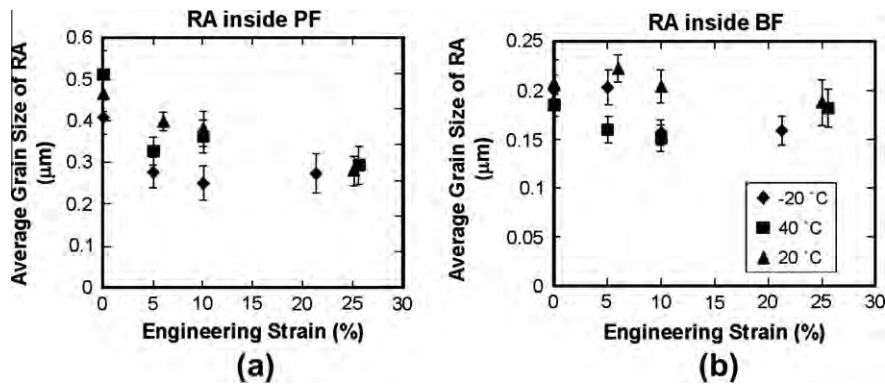 RA inside PF
Average Grain Size of RA
(μm)
0.6
0.5
0.4
0.3
0.2
0.1
0
0 5 10 15 20 25 30
Engineering Strain (%)
(a)
RA inside BF
Average Grain Size of RA
(μm)
0.25
0.2
0.15
0.1
0.05
0
-20 °C
40 °C
20 °C
0 5 10 15 20 25 30
Engineering Strain (%)
(b)